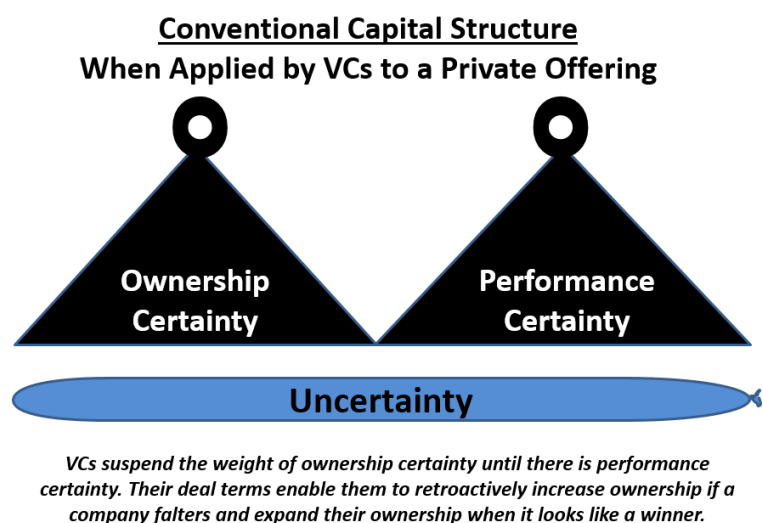 Conventional Capital Structure
When Applied by VCs to a Private Offering
Ownership
Certainty
Performance
Certainty
Uncertainty
VCs suspend the weight of ownership certainty until there is performance
certainty. Their deal terms enable them to retroactively increase ownership if a
company falters and expand their ownership when it looks like a winner.